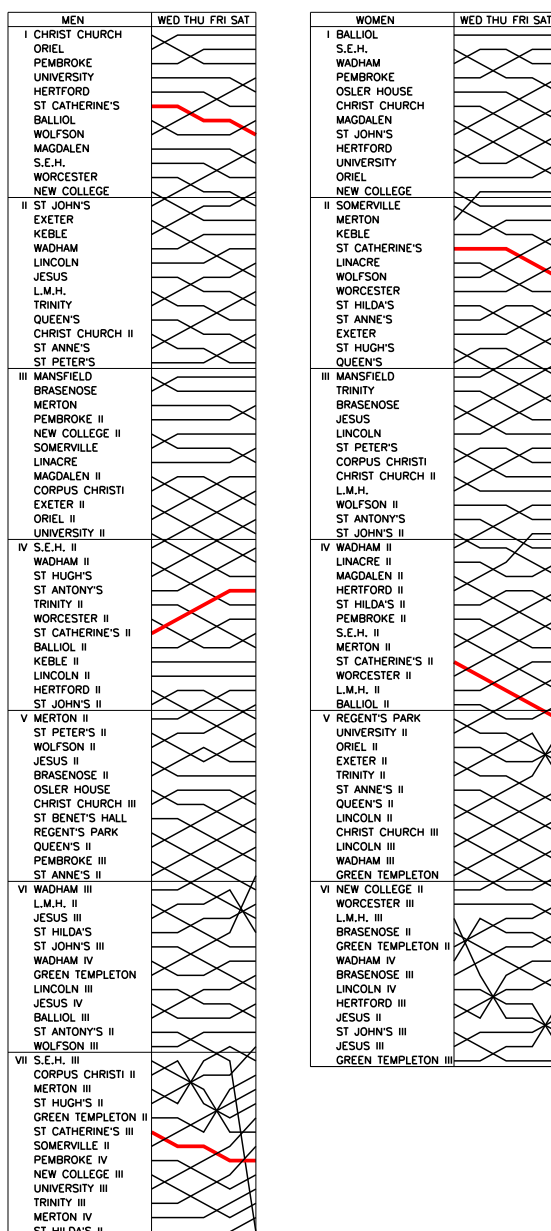 MEN WED THU FRI SAT
I CHRIST CHURCH
ORIEL
PEMBROKE
UNIVERSITY
HERTFORD
ST CATHERINE'S
BALLIOL
WOLFSON
MAGDALEN
S.E.H.
WORCESTER
NEW COLLEGE
II ST JOHN'S
EXETER
KEBLE
WADHAM
LINCOLN
JESUS
L.M.H.
TRINITY
QUEEN'S
CHRIST CHURCH II
ST ANNE'S
ST PETER'S
III MANSFIELD
BRASENOSE
MERTON
PEMBROKE II
NEW COLLEGE II
SOMERVILLE
LINACRE
MAGDALEN II
CORPUS CHRISTI
EXETER II
ORIEL II
UNIVERSITY II
IV S.E.H. II
WADHAM II
ST HUGH'S
ST ANTONY'S
TRINITY II
WORCESTER II
ST CATHERINE'S II
BALLIOL II
KEBLE II
LINCOLN II
HERTFORD II
ST JOHN'S II
V MERTON II
ST PETER'S II
WOLFSON II
JESUS II
BRASENOSE II
OSLER HOUSE
CHRIST CHURCH III
ST BENET'S HALL
REGENT'S PARK
QUEEN'S II
PEMBROKE III
ST ANNE'S II
VI WADHAM III
L.M.H. II
JESUS III
ST HILDA'S
ST JOHN'S III
WADHAM IV
GREEN TEMPLETON
LINCOLN III
JESUS IV
BALLIOL III
ST ANTONY'S II
WOLFSON III
VII S.E.H. III
CORPUS CHRISTI II
MERTON III
ST HUGH'S II
GREEN TEMPLETON II
ST CATHERINE'S III
SOMERVILLE II
PEMBROKE IV
NEW COLLEGE III
UNIVERSITY III
TRINITY III
MERTON IV
ST HILDA'S II
WOMEN WED THU FRI SAT
I BALLIOL
S.E.H.
WADHAM
PEMBROKE
OSLER HOUSE
CHRIST CHURCH
MAGDALEN
ST JOHN'S
HERTFORD
UNIVERSITY
ORIEL
NEW COLLEGE
II SOMERVILLE
MERTON
KEBLE
ST CATHERINE'S
LINACRE
WOLFSON
WORCESTER
ST HILDA'S
ST ANNE'S
EXETER
ST HUGH'S
QUEEN'S
III MANSFIELD
TRINITY
BRASENOSE
JESUS
LINCOLN
ST PETER'S
CORPUS CHRISTI
CHRIST CHURCH II
L.M.H.
WOLFSON II
ST ANTONY'S
ST JOHN'S II
IV WADHAM II
LINACRE II
MAGDALEN II
HERTFORD II
ST HILDA'S II
PEMBROKE II
S.E.H. II
MERTON II
ST CATHERINE'S II
WORCESTER II
L.M.H. II
BALLIOL II
V REGENT'S PARK
UNIVERSITY II
ORIEL II
EXETER II
TRINITY II
ST ANNE'S II
QUEEN'S II
LINCOLN II
CHRIST CHURCH III
LINCOLN III
WADHAM III
GREEN TEMPLETON
VI NEW COLLEGE II
WORCESTER III
L.M.H. III
BRASENOSE II
GREEN TEMPLETON II
WADHAM IV
BRASENOSE III
LINCOLN IV
HERTFORD III
JESUS II
ST JOHN'S III
JESUS III
GREEN TEMPLETON III